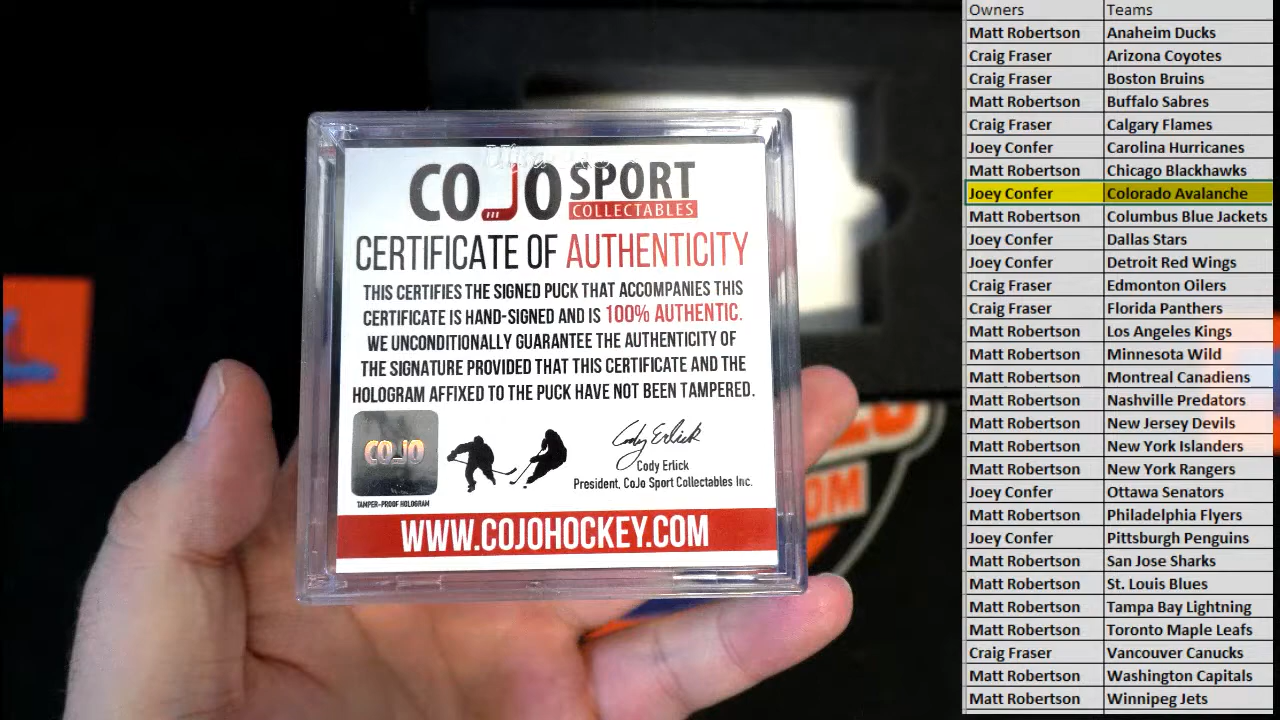 COJO SPORT
COLLECTABLES
CERTIFICATE OF AUTHENTICITY
THIS CERTIFIES THE SIGNED PUCK THAT ACCOMPANIES THIS
CERTIFICATE IS HAND-SIGNED AND IS 100% AUTHENTIC.
WE UNCONDITIONALLY GUARANTEE THE AUTHENTICITY OF
THE SIGNATURE PROVIDED THAT THIS CERTIFICATE AND THE
HOLOGRAM AFFIXED TO THE PUCK HAVE NOT BEEN TAMPERED.
COJO
Cody Erlick
Cody Erlick
President, CoJo Sport Collectables Inc.
TAMPER-PROOF HOLOGRAM
WWW.COJOHOCKEY.COM
Owners Teams
Matt Robertson Anaheim Ducks
Craig Fraser Arizona Coyotes
Craig Fraser Boston Bruins
Matt Robertson Buffalo Sabres
Craig Fraser Calgary Flames
Joey Confer Carolina Hurricanes
Matt Robertson Chicago Blackhawks
Joey Confer Colorado Avalanche
Matt Robertson Columbus Blue Jackets
Joey Confer Dallas Stars
Joey Confer Detroit Red Wings
Craig Fraser Edmonton Oilers
Craig Fraser Florida Panthers
Matt Robertson Los Angeles Kings
Matt Robertson Minnesota Wild
Matt Robertson Montreal Canadiens
Matt Robertson Nashville Predators
Matt Robertson New Jersey Devils
Matt Robertson New York Islanders
Matt Robertson New York Rangers
Joey Confer Ottawa Senators
Matt Robertson Philadelphia Flyers
Joey Confer Pittsburgh Penguins
Matt Robertson San Jose Sharks
Matt Robertson St. Louis Blues
Matt Robertson Tampa Bay Lightning
Matt Robertson Toronto Maple Leafs
Craig Fraser Vancouver Canucks
Matt Robertson Washington Capitals
Matt Robertson Winnipeg Jets